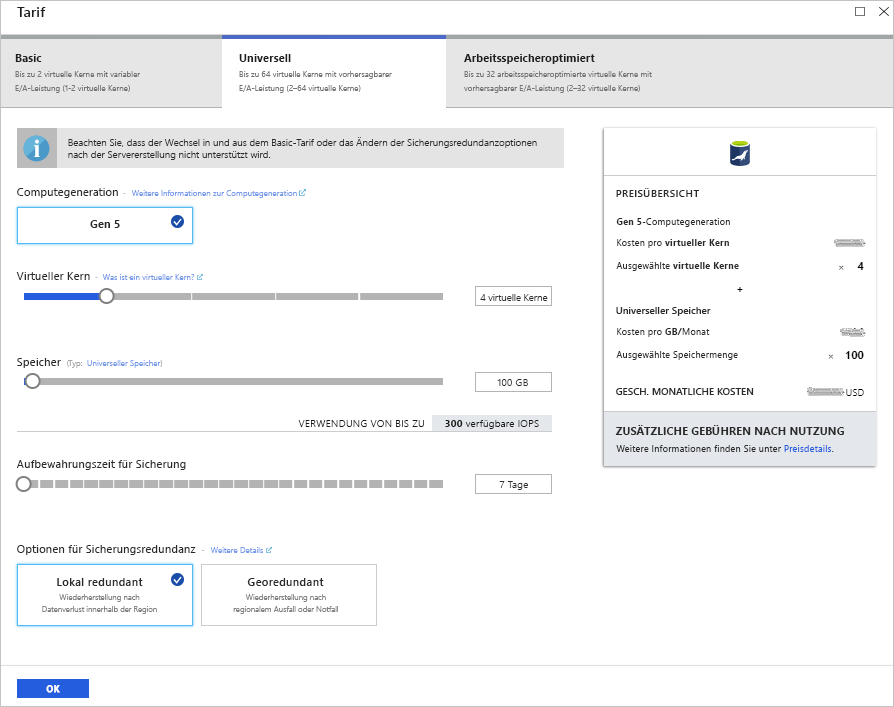 Tarif
Basic
Bis zu 2 virtuelle Kerne mit variabler
E/A-Leistung (1-2 virtuelle Kerne)
Universell
Bis zu 64 virtuelle Kerne mit vorhersagbarer
E/A-Leistung (2–64 virtuelle Kerne)
Arbeitsspeicheroptimiert
Bis zu 32 arbeitsspeicheroptimierte virtuelle Kerne mit
vorhersagbarer E/A-Leistung (2–32 virtuelle Kerne)
Beachten Sie, dass der Wechsel in und aus dem Basic-Tarif oder das Ändern der Sicherungsredundanzoptionen
nach der Servererstellung nicht unterstützt wird.
Computegeneration - Weitere Informationen zur Computegeneration
Gen 5
Virtueller Kern - Was ist ein virtueller Kern?
4 virtuelle Kerne
Speicher (Typ: Universeller Speicher)
100 GB
VERWENDUNG VON BIS ZU 300 verfügbare IOPS
Aufbewahrungszeit für Sicherung
7 Tage
Optionen für Sicherungsredundanz - Weitere Details
Lokal redundant
Wiederherstellung nach
Datenverlust innerhalb der Region
Georedundant
Wiederherstellung nach
regionalem Ausfall oder Notfall
OK
PREISÜBERSICHT
Gen 5-Computegeneration
Kosten pro virtueller Kern
Ausgewählte virtuelle Kerne × 4
+
Universeller Speicher
Kosten pro GB/Monat
Ausgewählte Speichermenge × 100
GESCH. MONATLICHE KOSTEN USD
ZUSÄTZLICHE GEBÜHREN NACH NUTZUNG
Weitere Informationen finden Sie unter Preisdetails.